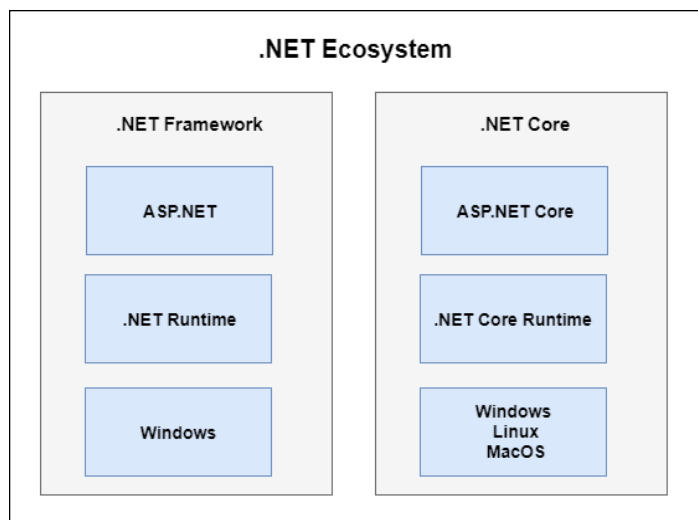 .NET Ecosystem
.NET Framework
ASP.NET
.NET Runtime
Windows
.NET Core
ASP.NET Core
.NET Core Runtime
Windows
Linux
MacOS